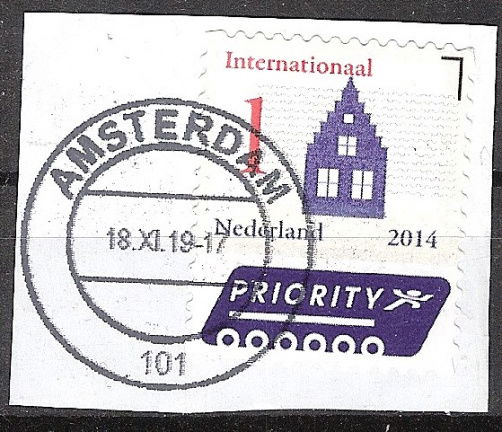 Internationaal
1
AMSTERDAM
18.XI.19-17
Nederland 2014
PRIORITY
101